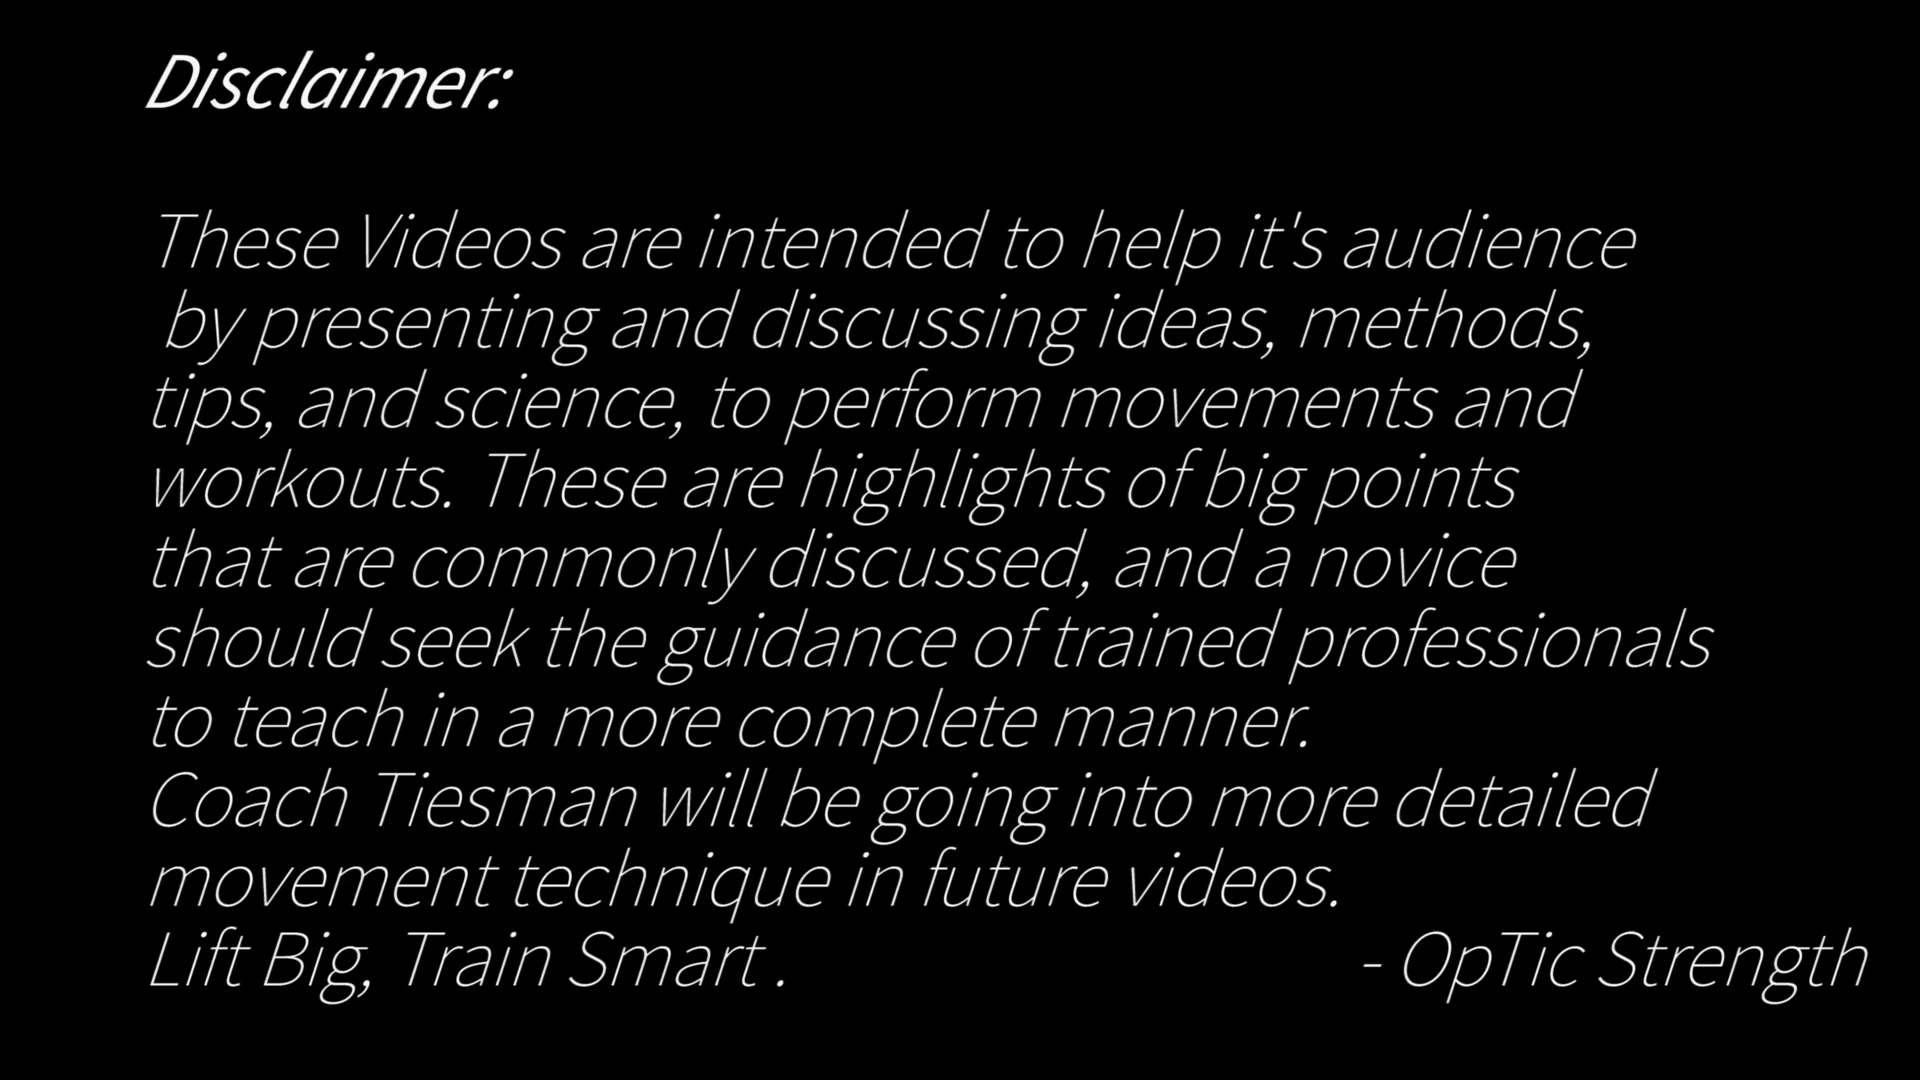 Disclaimer:
These Videos are intended to help it's audience
by presenting and discussing ideas, methods,
tips, and science, to perform movements and
workouts. These are highlights of big points
that are commonly discussed, and a novice
should seek the guidance of trained professionals
to teach in a more complete manner.
Coach Tiesman will be going into more detailed
movement technique in future videos.
Lift Big, Train Smart . - OpTic Strength